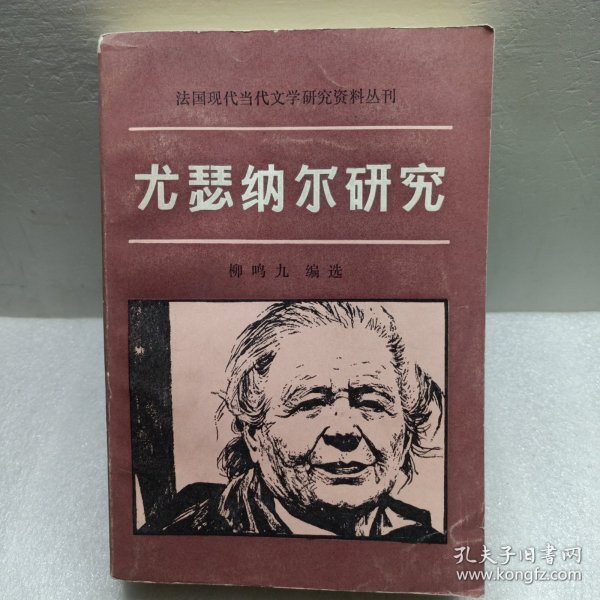 法国现代当代文学研究资料丛刊
尤瑟纳尔研究
柳鸣九 编选
孔夫子旧书网
www.kongfz.com